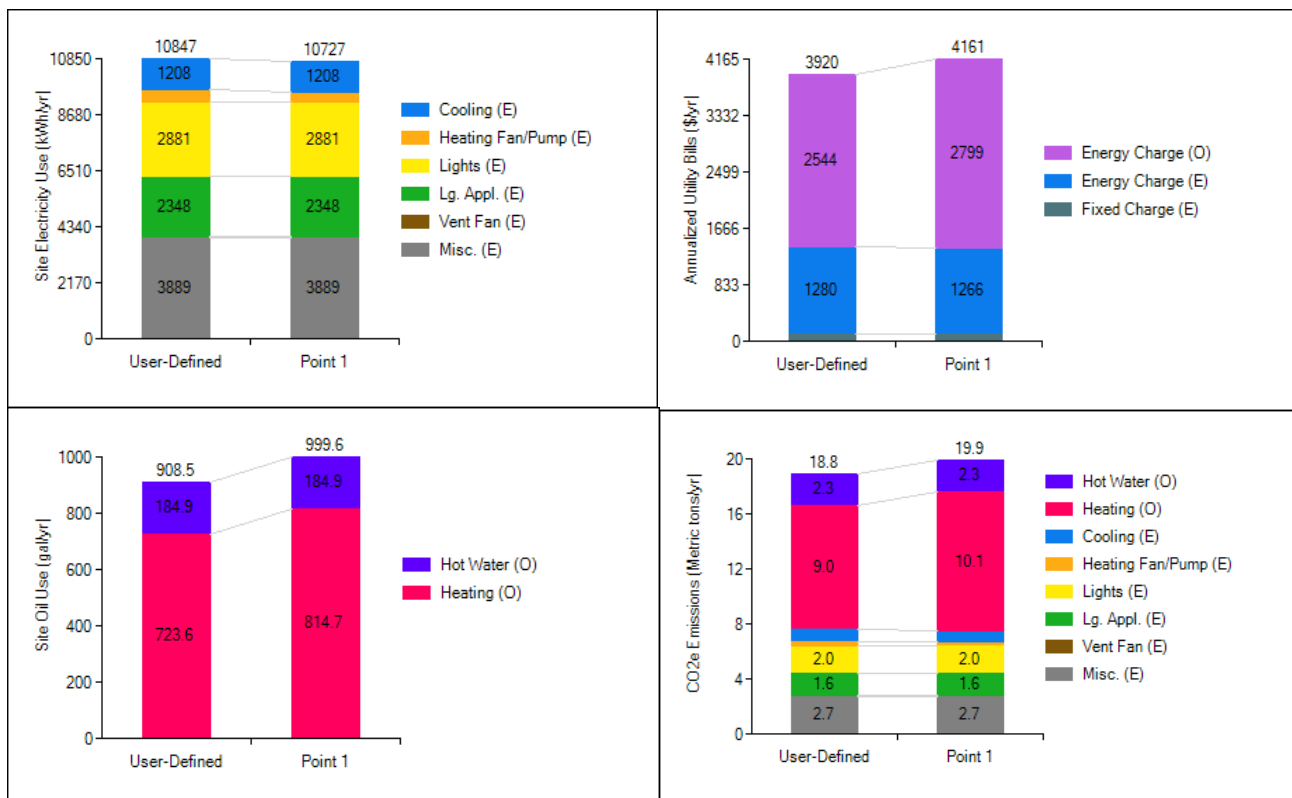 Site Electricity Use [kWh/yr]
10850
8680
6510
4340
2170
0
10847
10727
1208
1208
2881
2881
2348
2348
3889
3889
User-Defined
Point 1
Cooling (E)
Heating Fan/Pump (E)
Lights (E)
Lg. Appl. (E)
Vent Fan (E)
Misc. (E)
Annualized Utility Bills [$/yr]
4165
3332
2499
1666
833
0
3920
4161
2544
2799
1280
1266
User-Defined
Point 1
Energy Charge (O)
Energy Charge (E)
Fixed Charge (E)
Site Oil Use [gal/yr]
1000
800
600
400
200
0
908.5
999.6
184.9
184.9
723.6
814.7
User-Defined
Point 1
Hot Water (O)
Heating (O)
CO2e Emissions [Metric tons/yr]
20
16
12
8
4
0
18.8
19.9
2.3
2.3
9.0
10.1
2.0
2.0
1.6
1.6
2.7
2.7
User-Defined
Point 1
Hot Water (O)
Heating (O)
Cooling (E)
Heating Fan/Pump (E)
Lights (E)
Lg. Appl. (E)
Vent Fan (E)
Misc. (E)